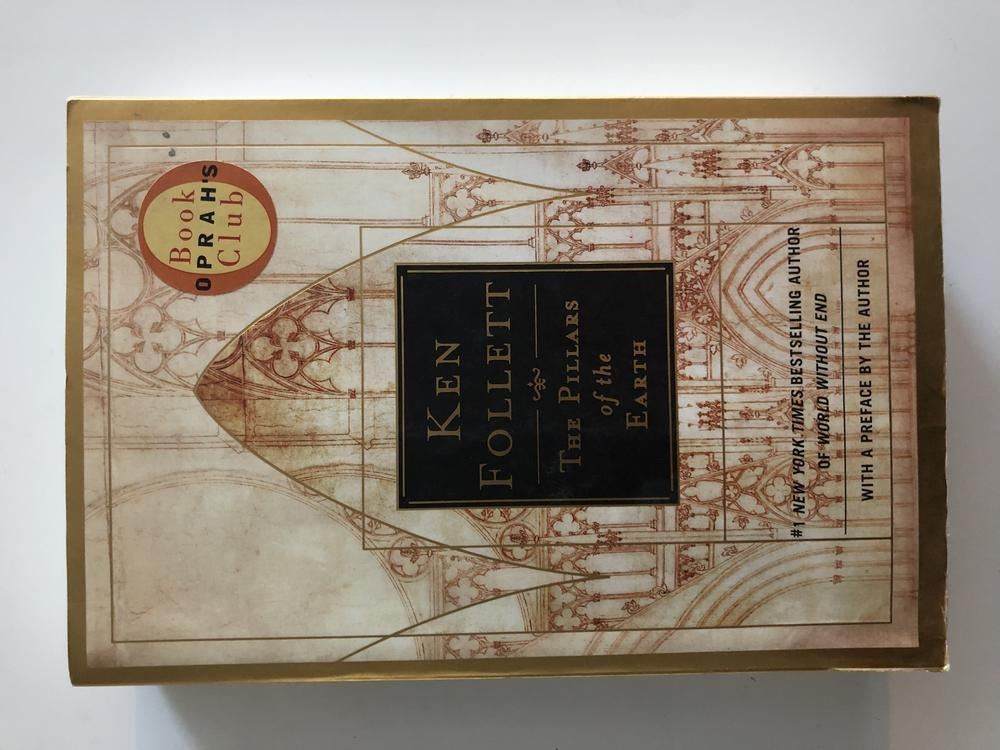 Book
OPRAH'S
Club
KEN
FOLLETT
THE PILLARS
of the
EARTH
#1 NEW YORK TIMES BESTSELLING AUTHOR
OF WORLD WITHOUT END
WITH A PREFACE BY THE AUTHOR